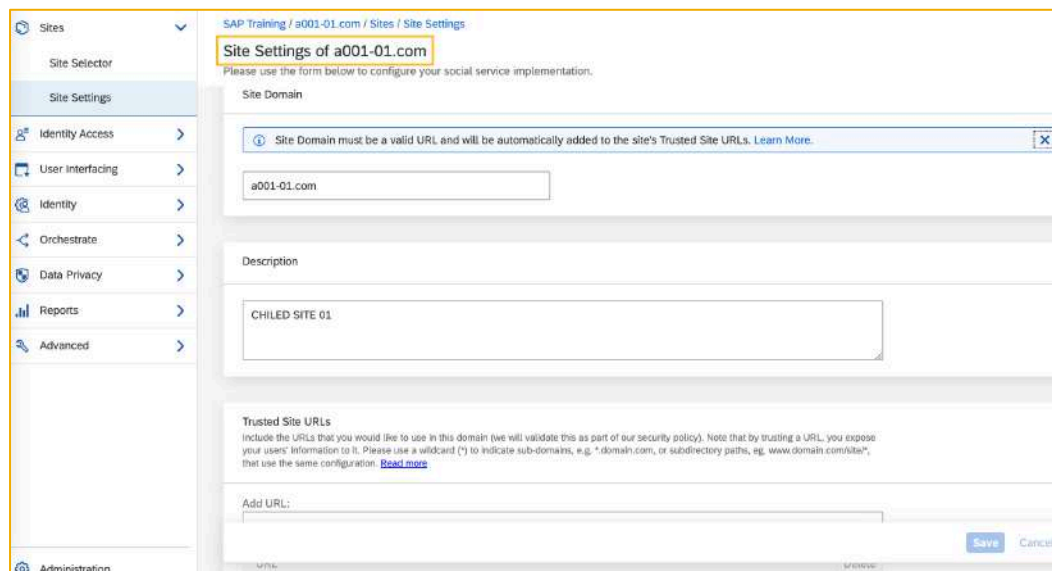 Sites
Site Selector
Site Settings
Identity Access
User Interfacing
Identity
Orchestrate
Data Privacy
Reports
Advanced
Administration
SAP Training / a001-01.com / Sites / Site Settings
Site Settings of a001-01.com
Please use the form below to configure your social service implementation.
Site Domain
Site Domain must be a valid URL and will be automatically added to the site's Trusted Site URLs. Learn More.
a001-01.com
Description
CHILED SITE 01
Trusted Site URLs
Include the URLs that you would like to use in this domain (we will validate this as part of our security policy). Note that by trusting a URL, you expose
your users' information to it. Please use a wildcard (*) to indicate sub-domains, e.g. *.domain.com, or subdirectory paths, eg. www.domain.com/site/*,
that use the same configuration. Read more
Add URL:
Save Cancel
URL Delete